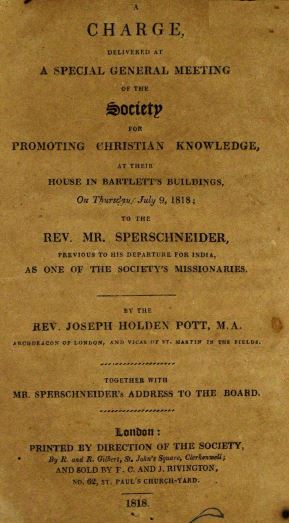 A
CHARGE,
DELIVERED AT
A SPECIAL GENERAL MEETING
OF THE
Society
FOR
PROMOTING CHRISTIAN KNOWLEDGE,
AT THEIR
HOUSE IN BARTLETT'S BUILDINGS,
On Thursday, July 9, 1818;
TO THE
REV. MR. SPERSCHNEIDER,
PREVIOUS TO HIS DEPARTURE FOR INDIA,
AS ONE OF THE SOCIETY'S MISSIONARIES.
BY THE
REV. JOSEPH HOLDEN POTT, M.A.
ARCHDEACON OF LONDON, AND VICAR OF ST. MARTIN IN THE FIELDS.
TOGETHER WITH
MR. SPERSCHNEIDER'S ADDRESS TO THE BOARD.
London:
PRINTED BY DIRECTION OF THE SOCIETY,
By R. and R. Gilbert, St. John's Square, Clerkenwell;
AND SOLD BY F. C. AND J. RIVINGTON,
NO. 62, ST. PAUL'S CHURCH-YARD.
1818.